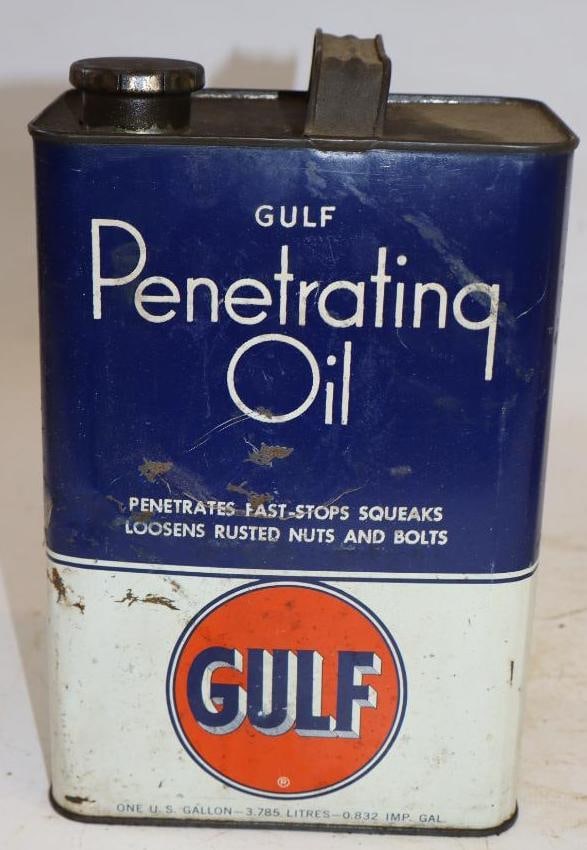 GULF
Penetrating
Oil
PENETRATES FAST-STOPS SQUEAKS
LOOSENS RUSTED NUTS AND BOLTS
GULF
®
ONE U.S. GALLON—3.785 LITRES—0.832 IMP. GAL.